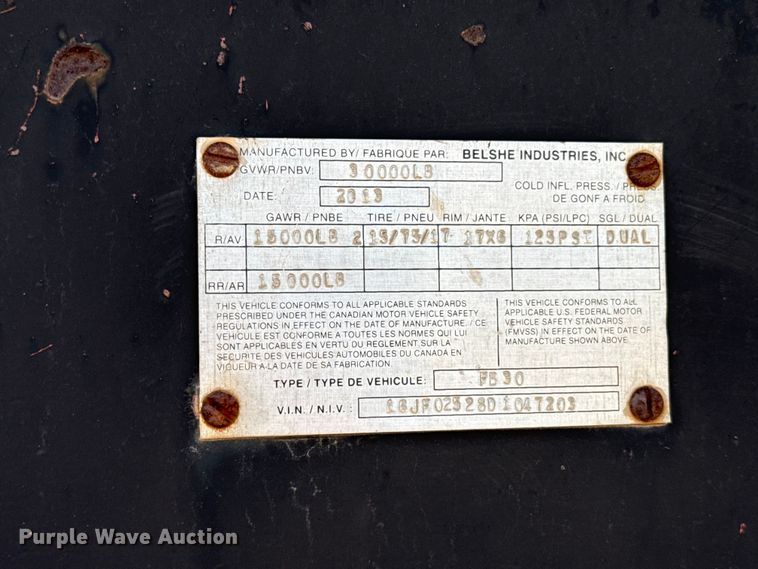 MANUFACTURED BY/ FABRIQUE PAR: BELSHE INDUSTRIES, INC
GVWR/PNBV: 30000LB
COLD INFL. PRESS. / PRESS
DE GONF A FROID
DATE: 2013
GAWR / PNBE TIRE / PNEU RIM / JANTE KPA (PSI/LPC) SGL / DUAL
R/AV 15000LB 215/75/17 17X6 125PSI DUAL
RR/AR 15000LB
THIS VEHICLE CONFORMS TO ALL APPLICABLE STANDARDS
PRESCRIBED UNDER THE CANADIAN MOTOR VEHICLE SAFETY
REGULATIONS IN EFFECT ON THE DATE OF MANUFACTURE. / CE
VEHICULE EST CONFORME A TOUTES LES NORMES QUI LUI
SONT APPLICABLES EN VERTU DU REGLEMENT SUR LA
SECURITE DES VEHICULES AUTOMOBILES DU CANADA EN
VIGUEUR A LA DATE DE SA FABRICATION.
THIS VEHICLE CONFORMS TO ALL
APPLICABLE U.S. FEDERAL MOTOR
VEHICLE SAFETY STANDARDS
(FMVSS) IN EFFECT ON THE DATE OF
MANUFACTURE SHOWN ABOVE.
TYPE / TYPE DE VEHICULE: FB30
V.I.N. / N.I.V.: 16JF02528D1047203
Purple Wave Auction